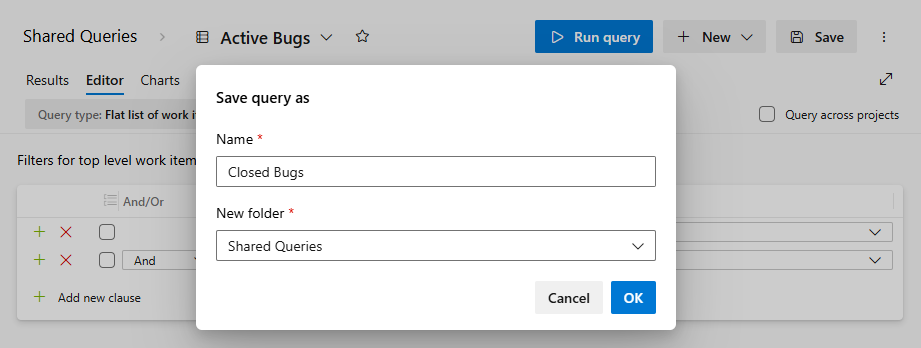 Shared Queries > Active Bugs
Run query
New
Save
Results Editor Charts
Query type: Flat list of work it
Query across projects
Filters for top level work item
And/Or
And
Add new clause
Save query as
Name *
Closed Bugs
New folder *
Shared Queries
Cancel OK